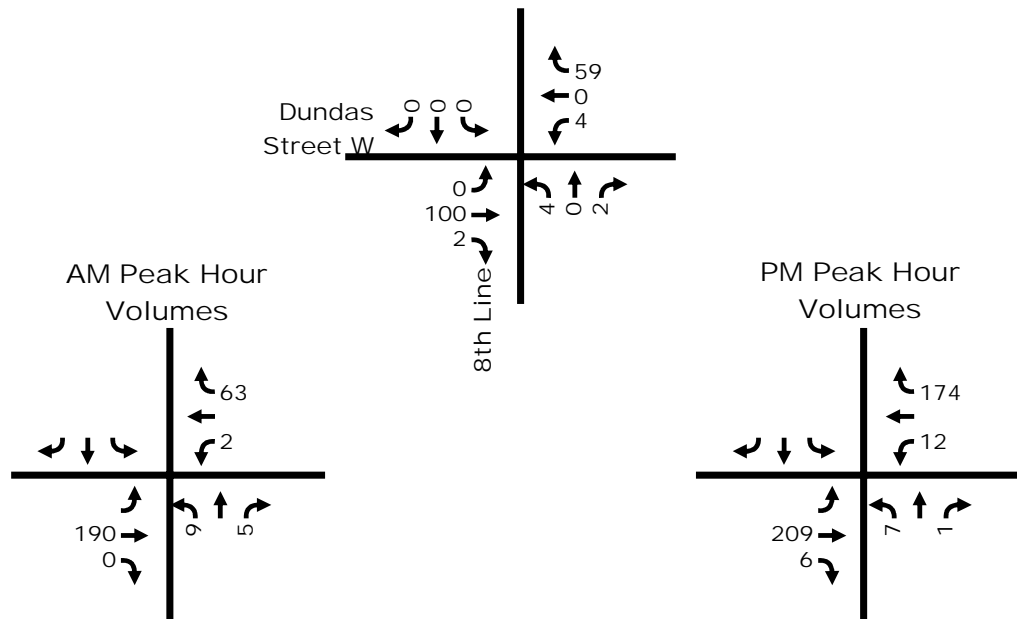 59
0
4
Dundas
Street W
0 0 0
0
100
2
4 0 2
8th Line
AM Peak Hour
Volumes
63
2
190
0
9 5
PM Peak Hour
Volumes
174
12
209
6
7 1